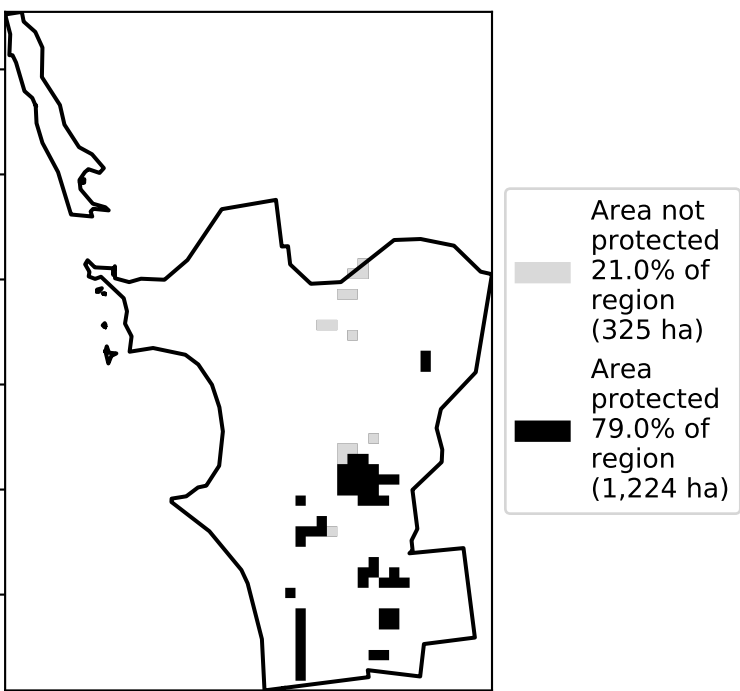 Area not
protected
21.0% of
region
(325 ha)
Area
protected
79.0% of
region
(1,224 ha)